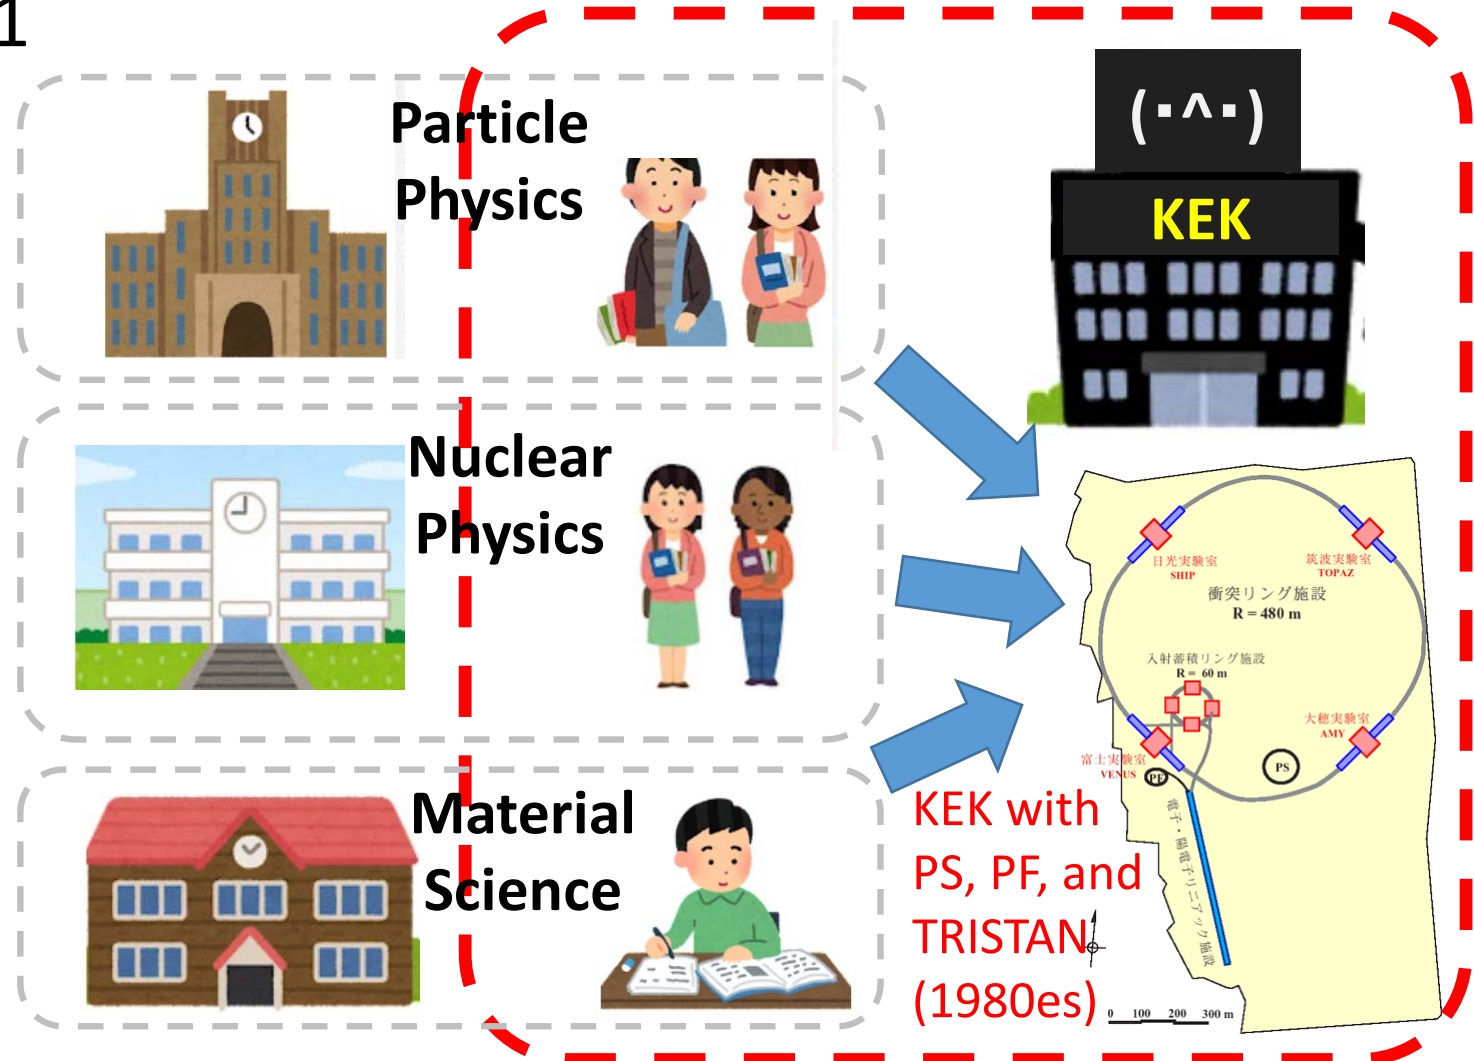 1
Particle
Physics
Nuclear
Physics
Material
Science
(･^･)
KEK
日光実験室
SHIP
筑波実験室
TOPAZ
衝突リング施設
R = 480 m
入射蓄積リング施設
R = 60 m
大穂実験室
AMY
富士実験室
VENUS
PF
PS
電子・陽電子リニアック施設
KEK with
PS, PF, and
TRISTAN
(1980es)
0 100 200 300 m